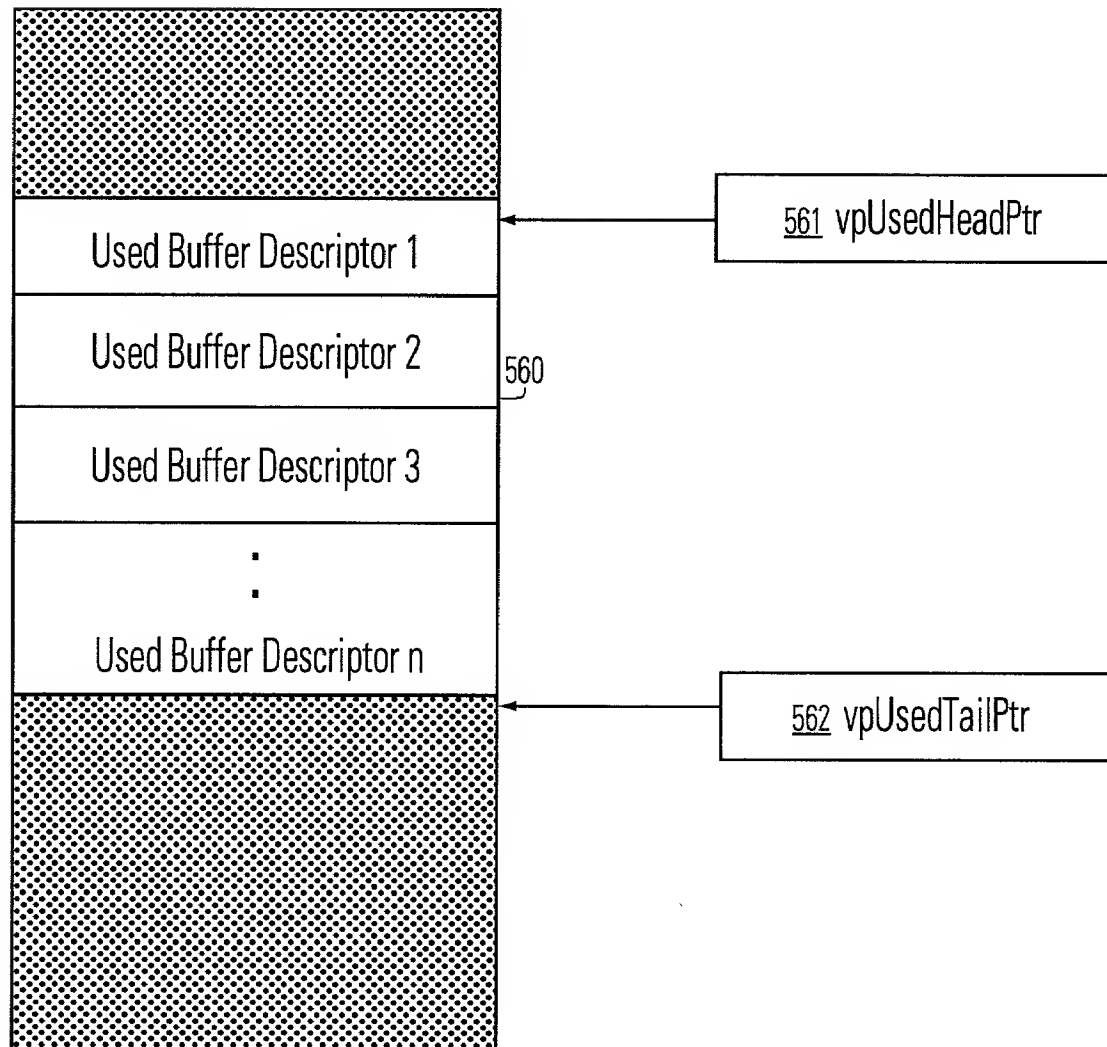 561 vpUsedHeadPtr
Used Buffer Descriptor 1
Used Buffer Descriptor 2
560
Used Buffer Descriptor 3
:
Used Buffer Descriptor n
562 vpUsedTailPtr